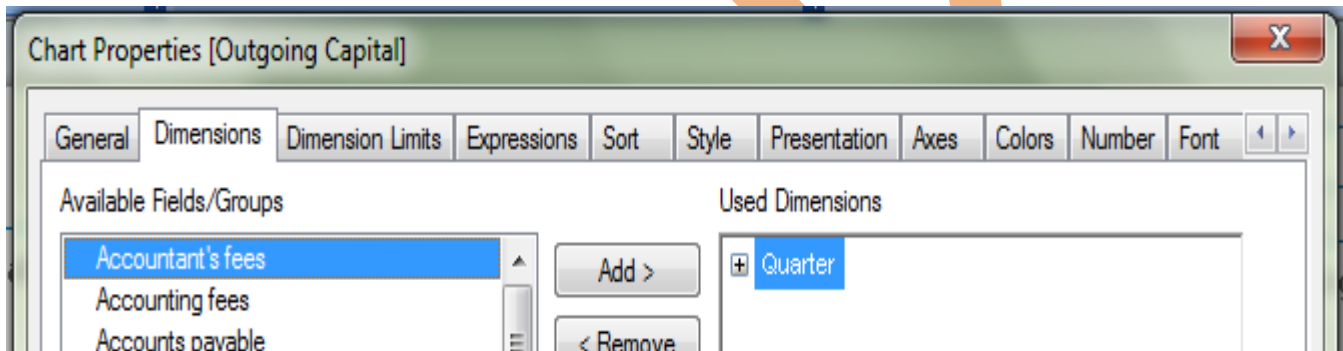 Chart Properties [Outgoing Capital]
X
General Dimensions Dimension Limits Expressions Sort Style Presentation Axes Colors Number Font
Available Fields/Groups
Used Dimensions
Accountant's fees
Accounting fees
Accounts payable
Add >
< Remove
Quarter